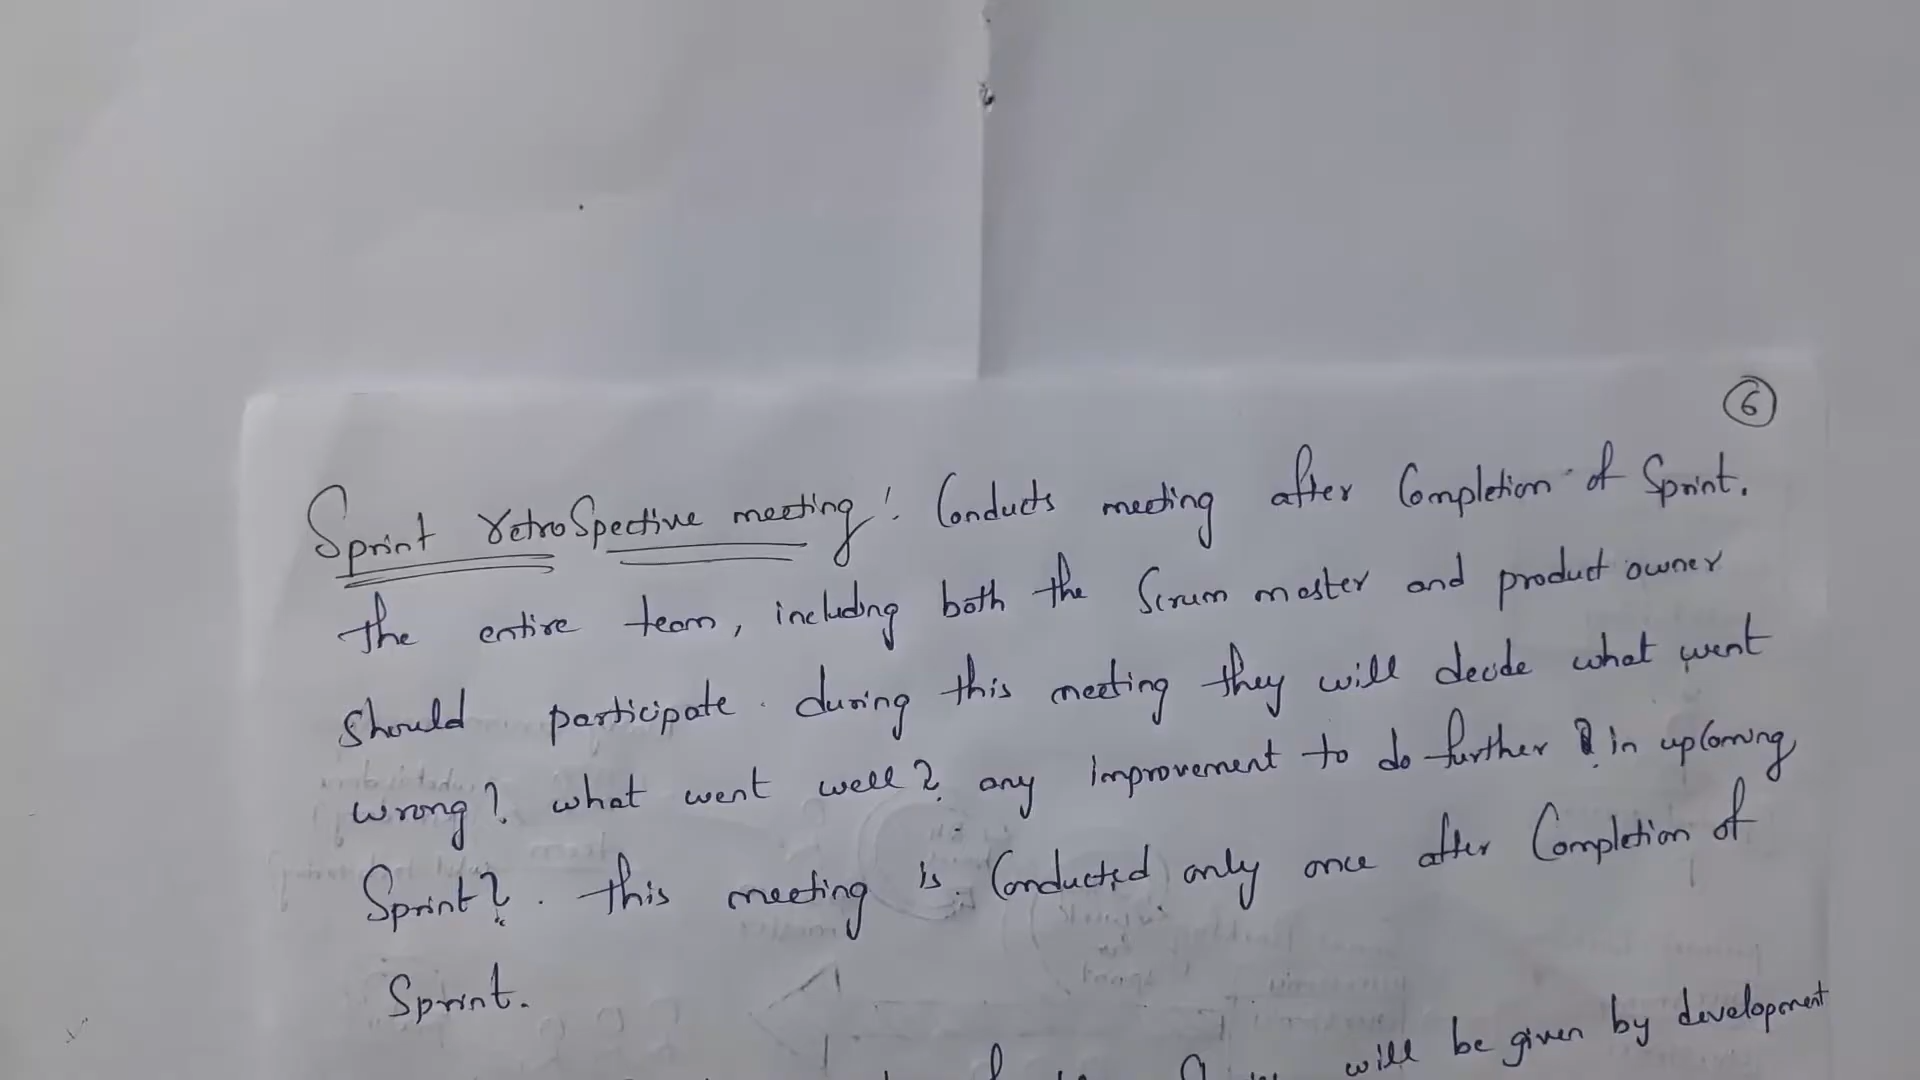 6
Sprint retrospective meeting: Conducts meeting after Completion of Sprint.
the entire team, including both the Scrum master and product owner
should participate. during this meeting they will decide what went
wrong? what went well? any improvement to do further ? in upcoming
Sprint?. this meeting is Conducted only once after Completion of
Sprint.
will be given by development